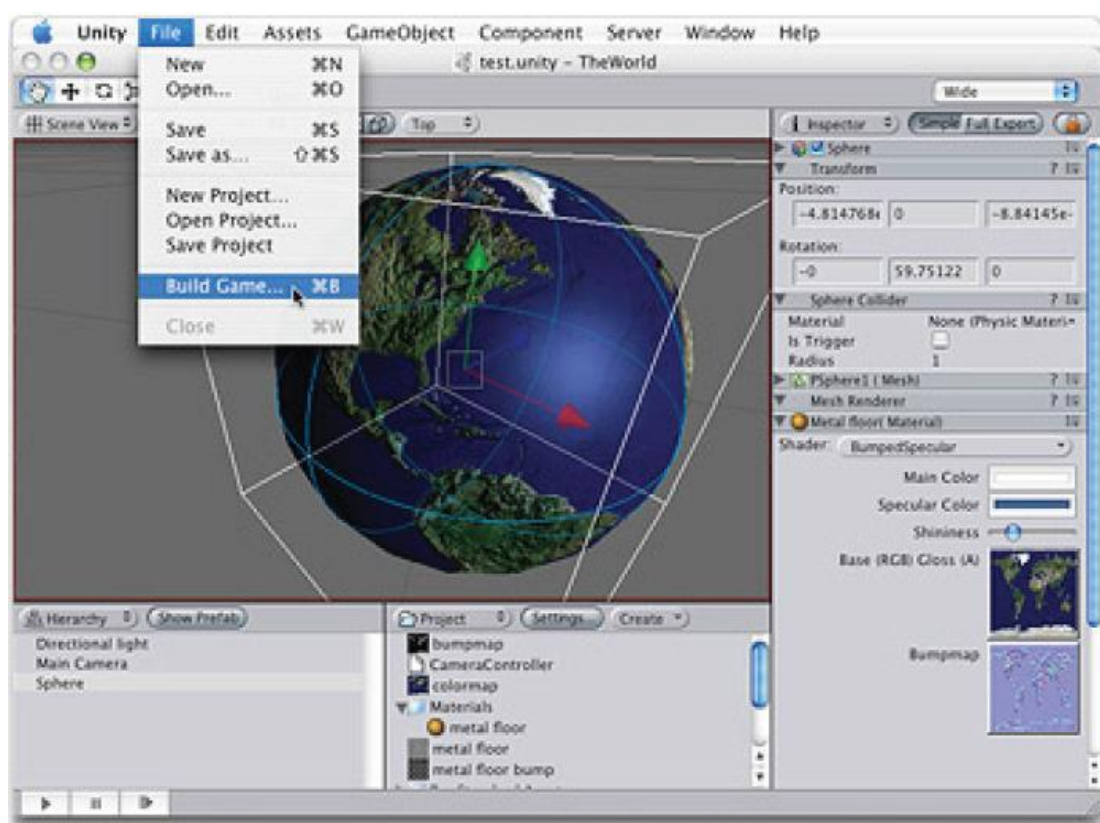 Unity File Edit Assets GameObject Component Server Window Help
test.unity – TheWorld
New ⌘N
Open... ⌘O
Save ⌘S
Save as... ⇧⌘S
New Project...
Open Project...
Save Project
Build Game... ⌘B
Close ⌘W
Wide
Scene View
Top
Inspector Simple Full Expert
Sphere
Transform ?
Position:
-4.814768e 0 -8.84145e-
Rotation:
-0 59.75122 0
Sphere Collider ?
Material None (Physic Materi
Is Trigger
Radius 1
PSphere1 ( Mesh) ?
Mesh Renderer ?
Metal floor( Material)
Shader: BumpedSpecular
Main Color
Specular Color
Shininess
Base (RGB) Gloss (A)
Bumpmap
Hierarchy Show Prefab
Directional light
Main Camera
Sphere
Project Settings... Create
bumpmap
CameraController
colormap
Materials
metal floor
metal floor
metal floor bump